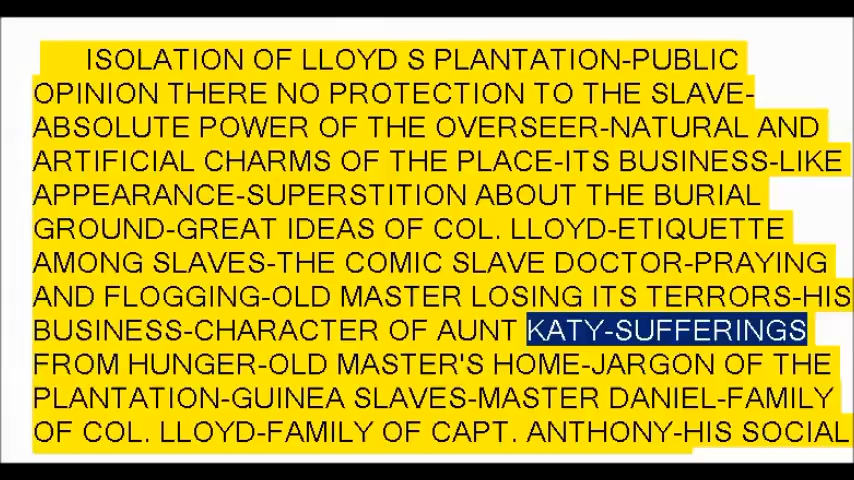 ISOLATION OF LLOYD S PLANTATION-PUBLIC
OPINION THERE NO PROTECTION TO THE SLAVE-
ABSOLUTE POWER OF THE OVERSEER-NATURAL AND
ARTIFICIAL CHARMS OF THE PLACE-ITS BUSINESS-LIKE
APPEARANCE-SUPERSTITION ABOUT THE BURIAL
GROUND-GREAT IDEAS OF COL. LLOYD-ETIQUETTE
AMONG SLAVES-THE COMIC SLAVE DOCTOR-PRAYING
AND FLOGGING-OLD MASTER LOSING ITS TERRORS-HIS
BUSINESS-CHARACTER OF AUNT KATY-SUFFERINGS
FROM HUNGER-OLD MASTER'S HOME-JARGON OF THE
PLANTATION-GUINEA SLAVES-MASTER DANIEL-FAMILY
OF COL. LLOYD-FAMILY OF CAPT. ANTHONY-HIS SOCIAL